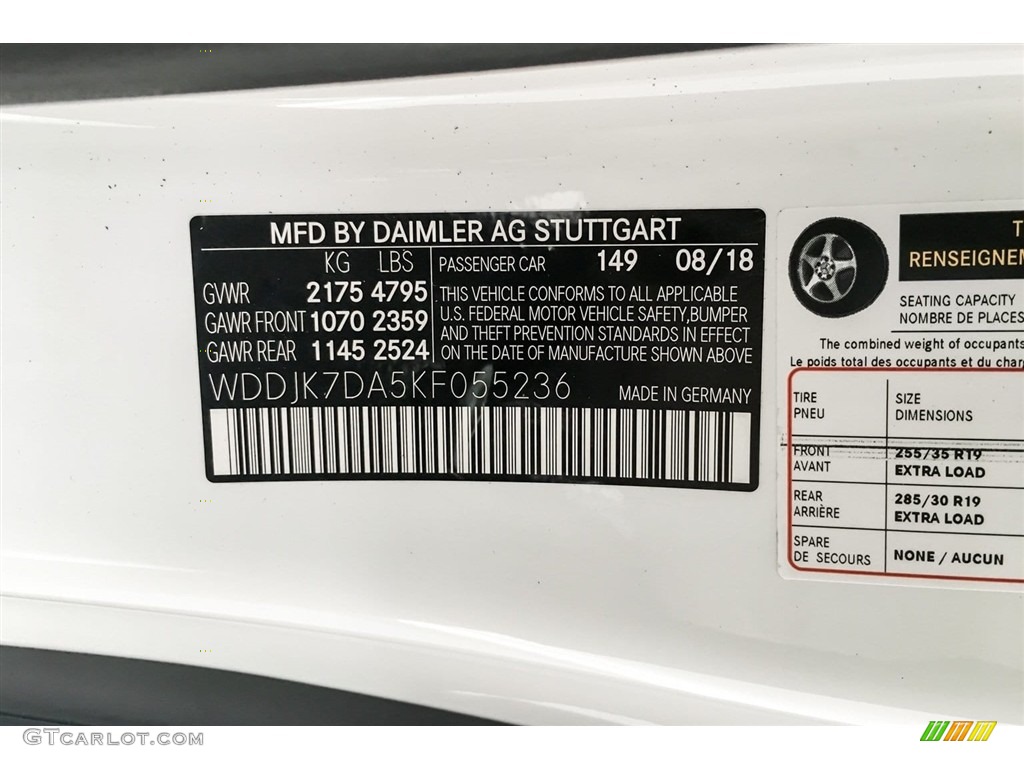 MFD BY DAIMLER AG STUTTGART
KG LBS
GVWR 2175 4795
GAWR FRONT 1070 2359
GAWR REAR 1145 2524
PASSENGER CAR 149 08/18
THIS VEHICLE CONFORMS TO ALL APPLICABLE
U.S. FEDERAL MOTOR VEHICLE SAFETY,BUMPER
AND THEFT PREVENTION STANDARDS IN EFFECT
ON THE DATE OF MANUFACTURE SHOWN ABOVE
WDDJK7DA5KF055236 MADE IN GERMANY
T
RENSEIGNEM
SEATING CAPACITY
NOMBRE DE PLACES
The combined weight of occupants
Le poids total des occupants et du char
TIRE SIZE
PNEU DIMENSIONS
FRONT 255/35 R19
AVANT EXTRA LOAD
REAR 285/30 R19
ARRIÈRE EXTRA LOAD
SPARE NONE / AUCUN
DE SECOURS
GTCARLOT.COM